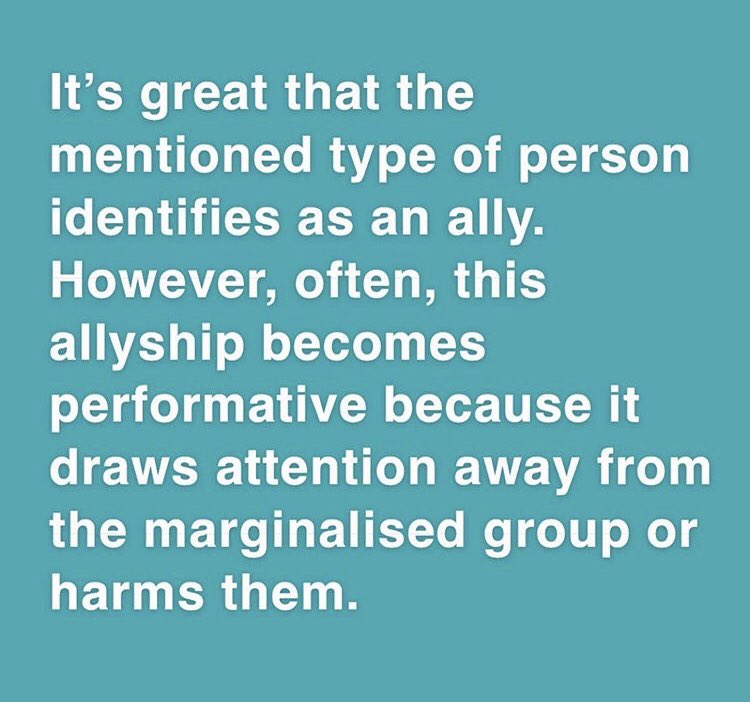 It’s great that the
mentioned type of person
identifies as an ally.
However, often, this
allyship becomes
performative because it
draws attention away from
the marginalised group or
harms them.